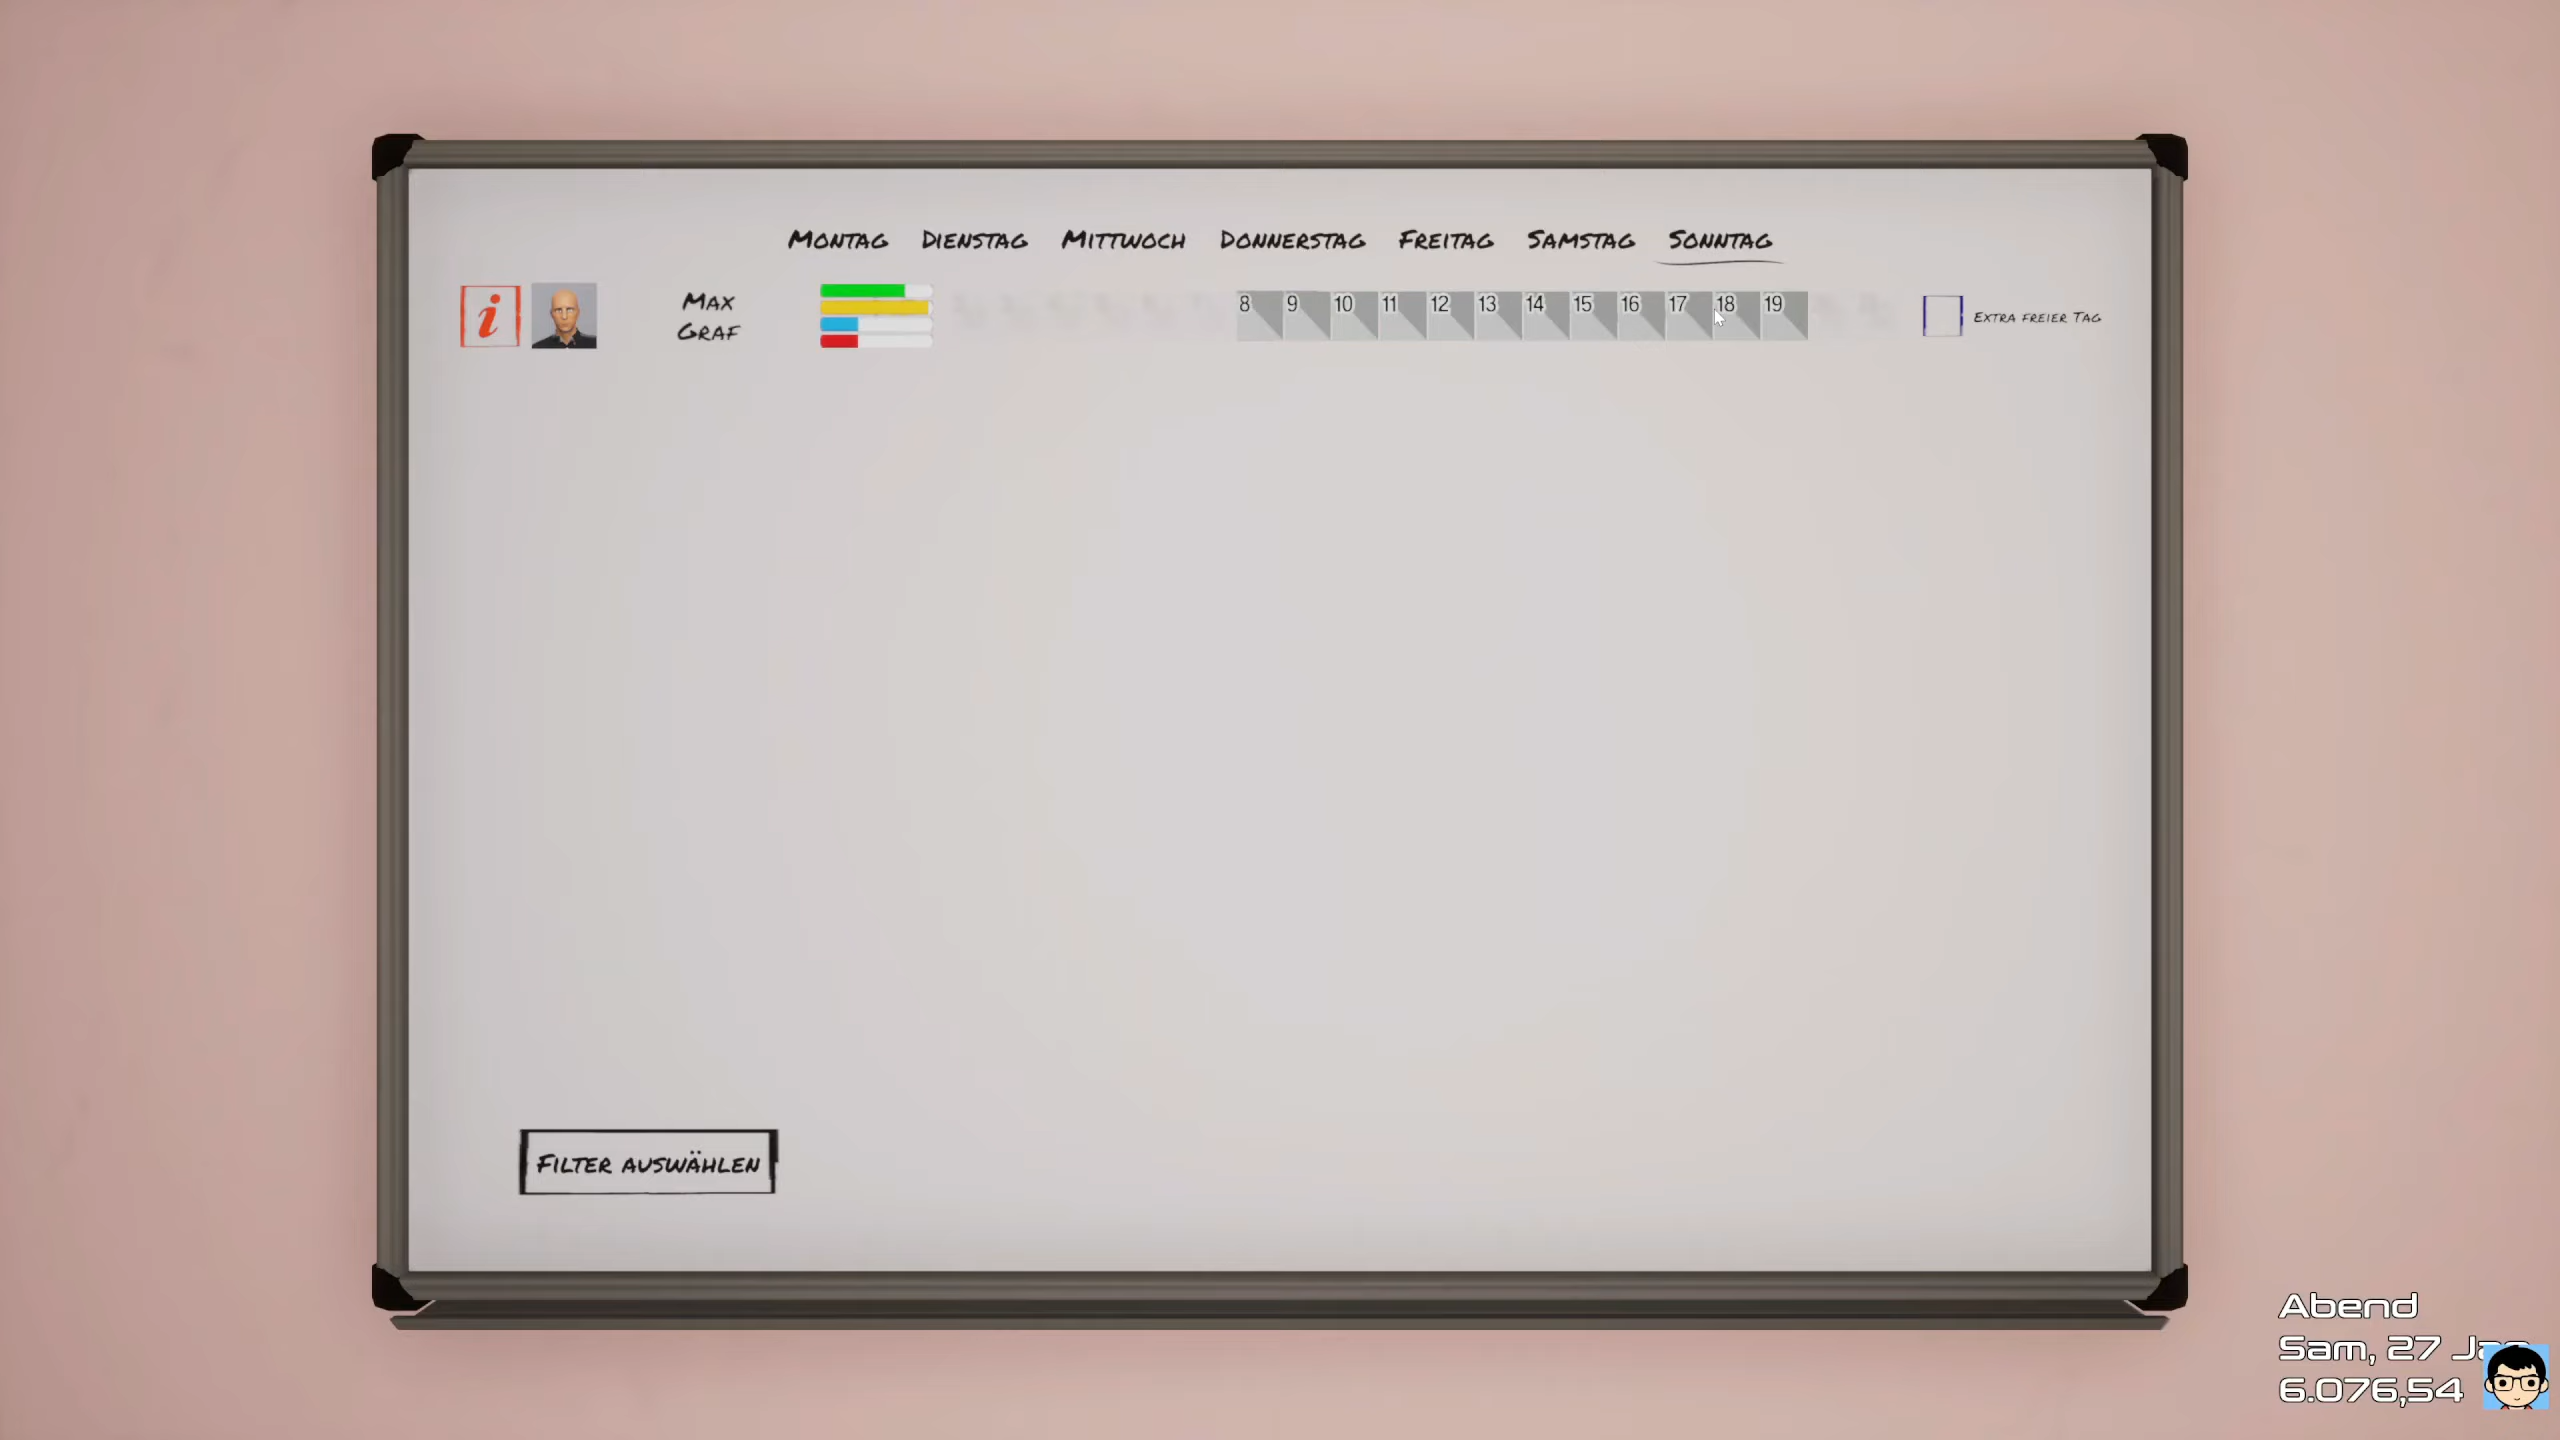 Montag Dienstag Mittwoch Donnerstag Freitag Samstag Sonntag
i
Max
Graf
8 9 10 11 12 13 14 15 16 17 18 19
Extra freier Tag
Filter auswählen
Abend
Sam, 27
6.076,54